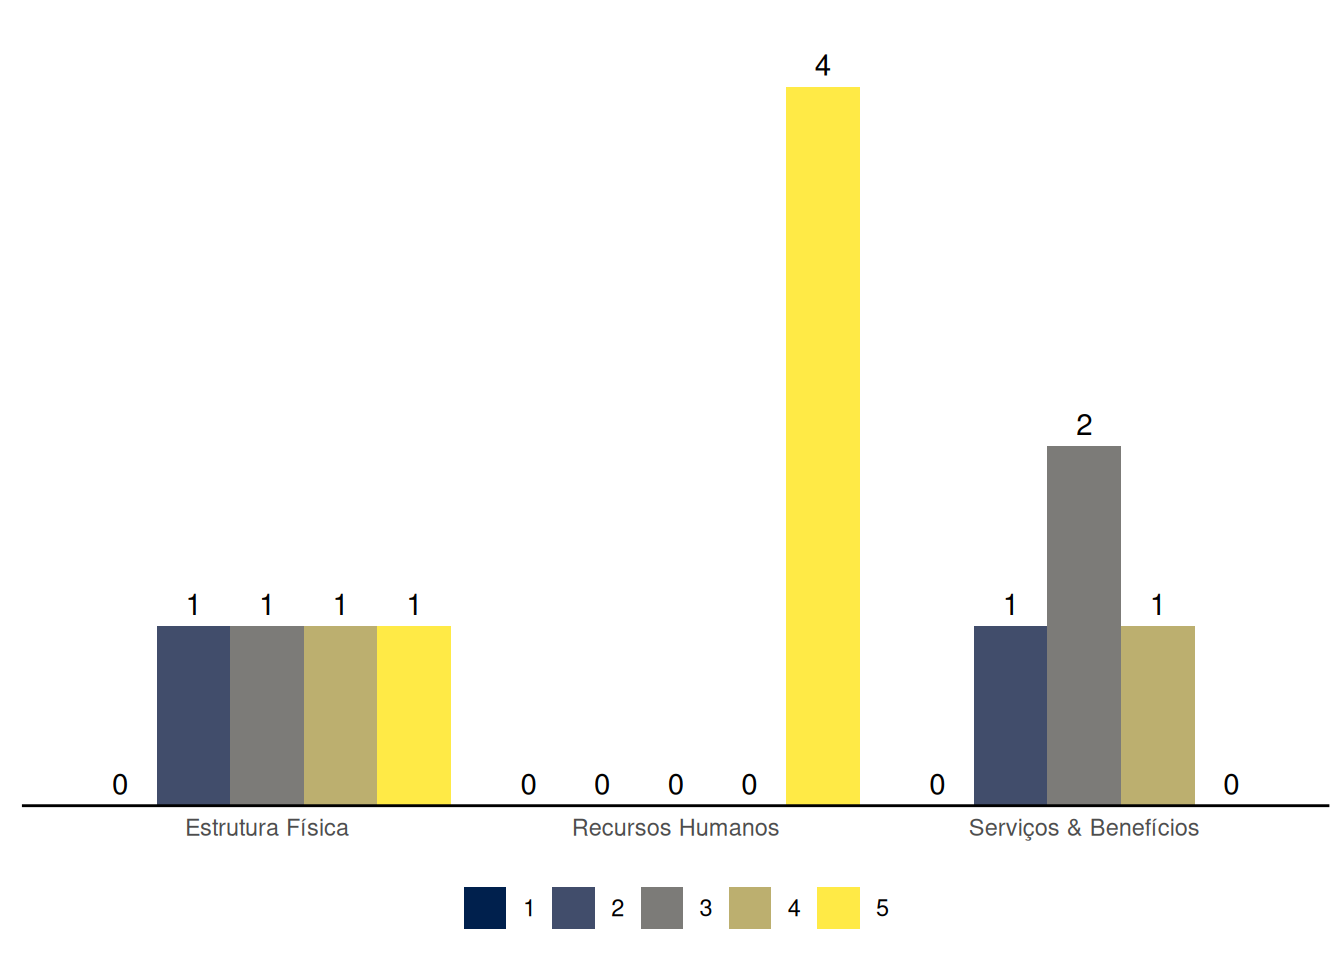 4
2
1 1 1 1 1 1
0 0 0 0 0 0 0
Estrutura Física Recursos Humanos Serviços & Benefícios
1 2 3 4 5